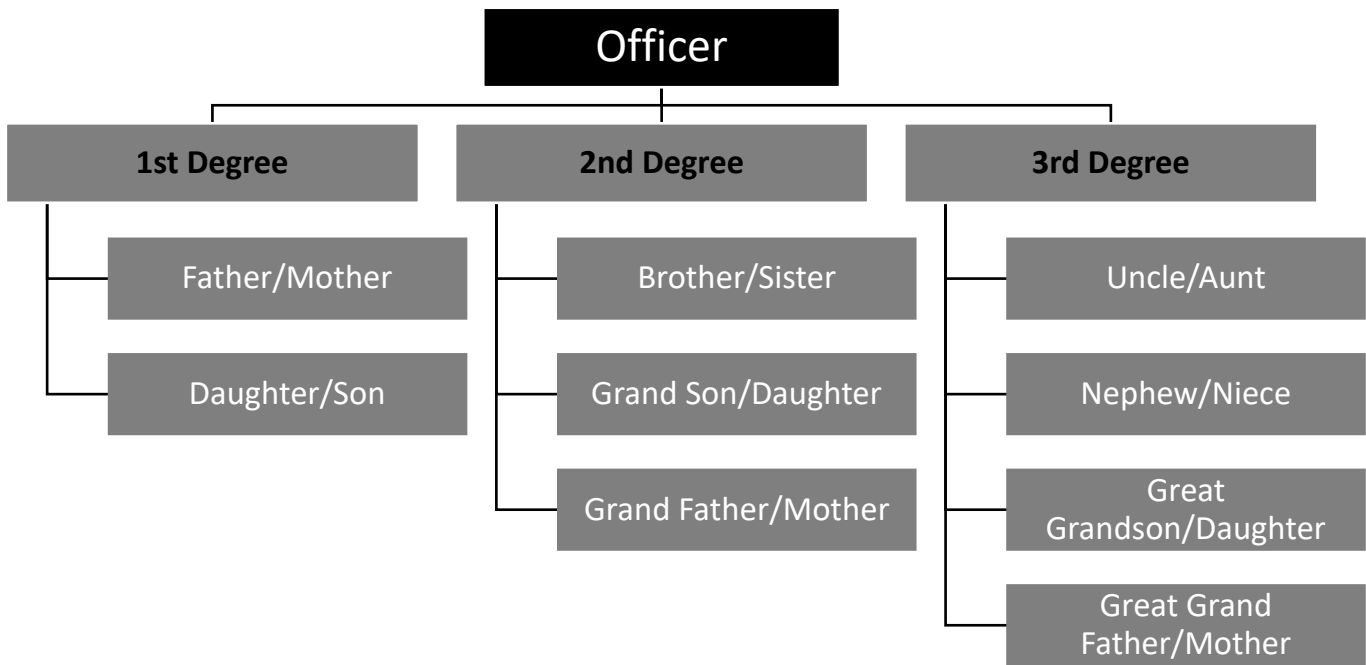 Officer
1st Degree
Father/Mother
Daughter/Son
2nd Degree
Brother/Sister
Grand Son/Daughter
Grand Father/Mother
3rd Degree
Uncle/Aunt
Nephew/Niece
Great
Grandson/Daughter
Great Grand
Father/Mother